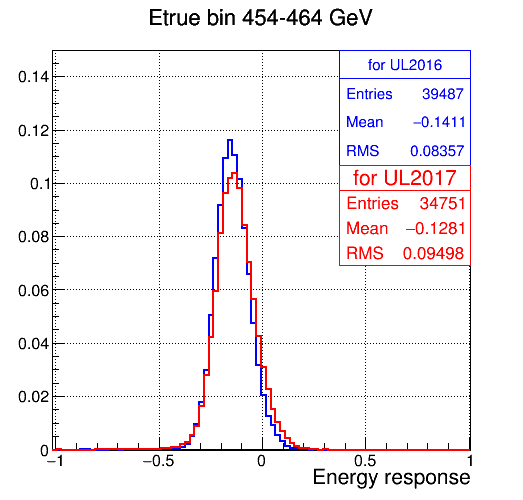 Etrue bin 454-464 GeV
for UL2016
Entries 39487
Mean −0.1411
RMS 0.08357
for UL2017
Entries 34751
Mean −0.1281
RMS 0.09498
0.14
0.12
0.1
0.08
0.06
0.04
0.02
0
−1 −0.5 0 0.5 1
Energy response